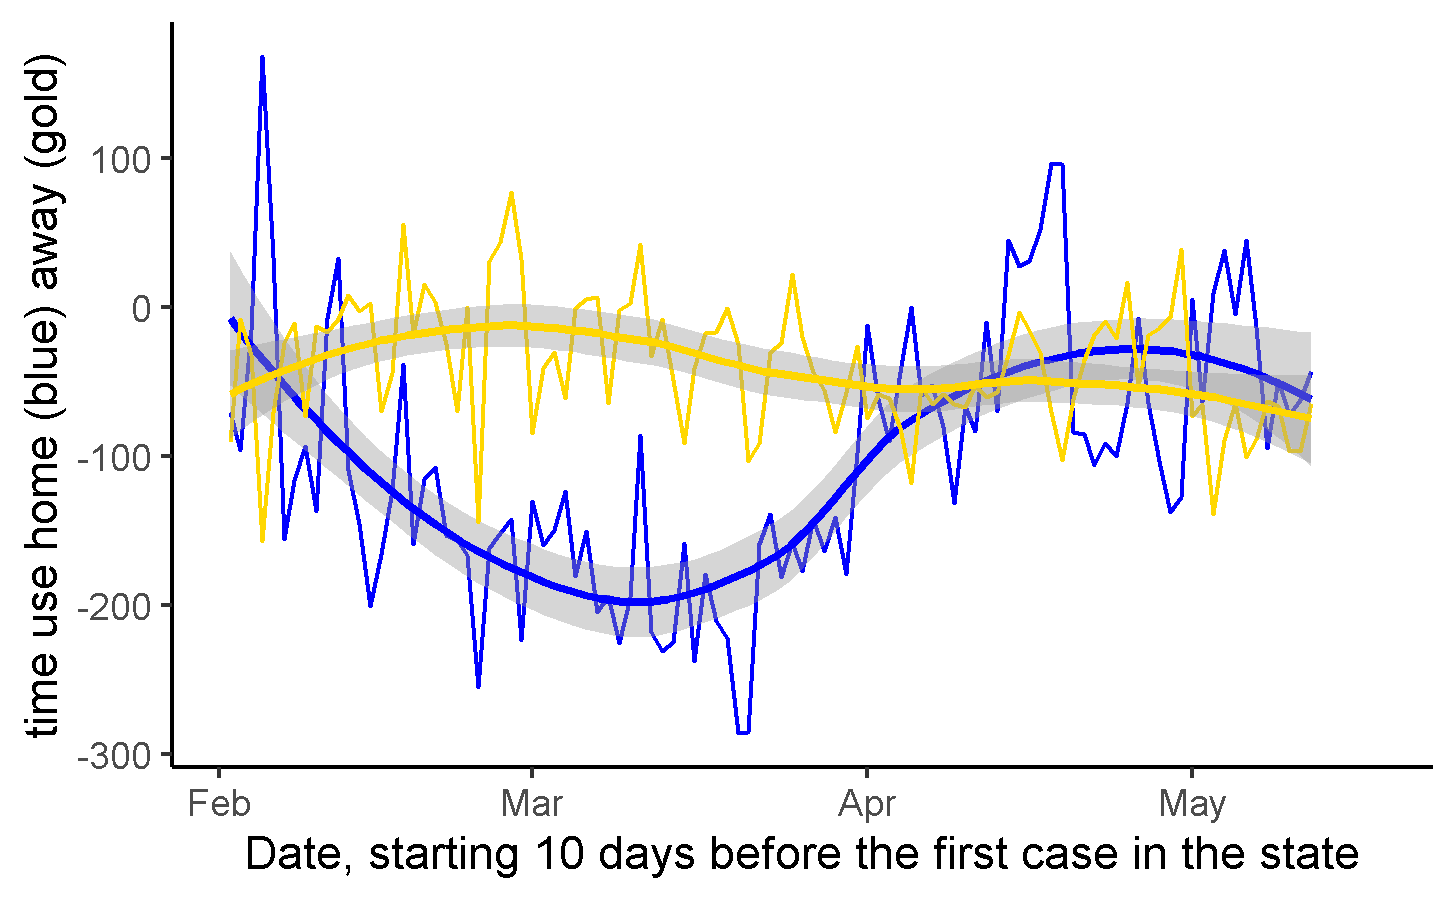 time use home (blue) away (gold)
100
0
-100
-200
-300
Feb
Mar
Apr
May
Date, starting 10 days before the first case in the state